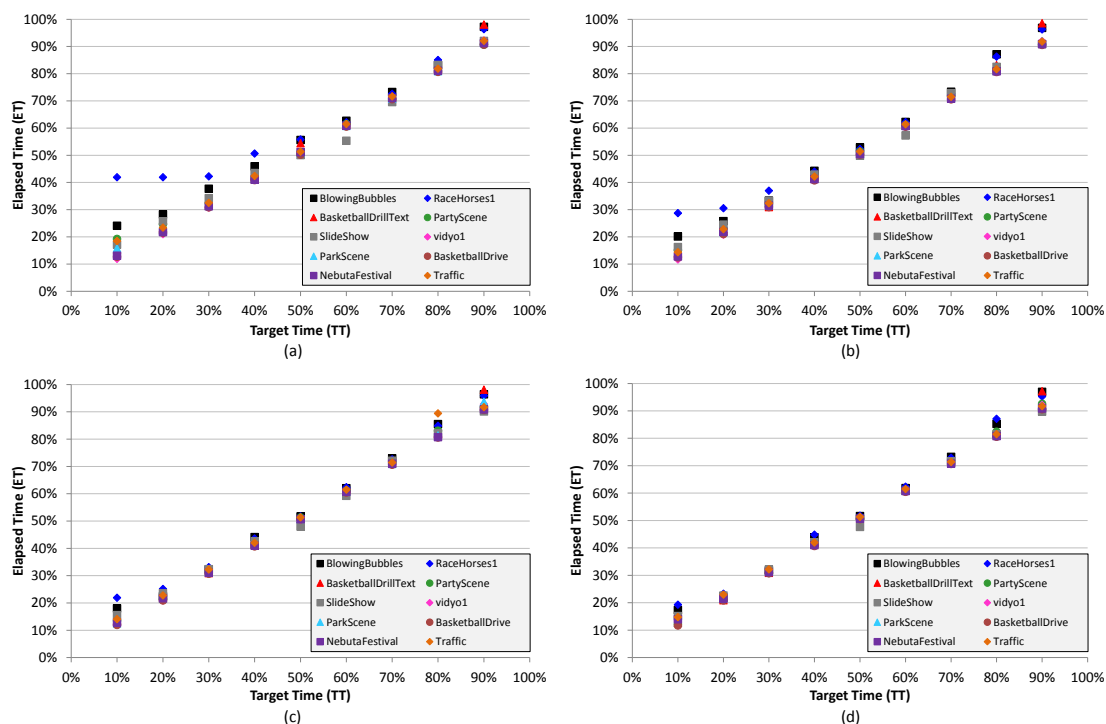 100%
90%
80%
70%
60%
50%
40%
30%
20%
10%
0%
Elapsed Time (ET)
BlowingBubbles RaceHorses1
BasketballDrillText PartyScene
SlideShow vidyo1
ParkScene BasketballDrive
NebutaFestival Traffic
0% 10% 20% 30% 40% 50% 60% 70% 80% 90% 100%
Target Time (TT)
(a)
100%
90%
80%
70%
60%
50%
40%
30%
20%
10%
0%
Elapsed Time (ET)
BlowingBubbles RaceHorses1
BasketballDrillText PartyScene
SlideShow vidyo1
ParkScene BasketballDrive
NebutaFestival Traffic
0% 10% 20% 30% 40% 50% 60% 70% 80% 90% 100%
Target Time (TT)
(b)
100%
90%
80%
70%
60%
50%
40%
30%
20%
10%
0%
Elapsed Time (ET)
BlowingBubbles RaceHorses1
BasketballDrillText PartyScene
SlideShow vidyo1
ParkScene BasketballDrive
NebutaFestival Traffic
0% 10% 20% 30% 40% 50% 60% 70% 80% 90% 100%
Target Time (TT)
(c)
100%
90%
80%
70%
60%
50%
40%
30%
20%
10%
0%
Elapsed Time (ET)
BlowingBubbles RaceHorses1
BasketballDrillText PartyScene
SlideShow vidyo1
ParkScene BasketballDrive
NebutaFestival Traffic
0% 10% 20% 30% 40% 50% 60% 70% 80% 90% 100%
Target Time (TT)
(d)